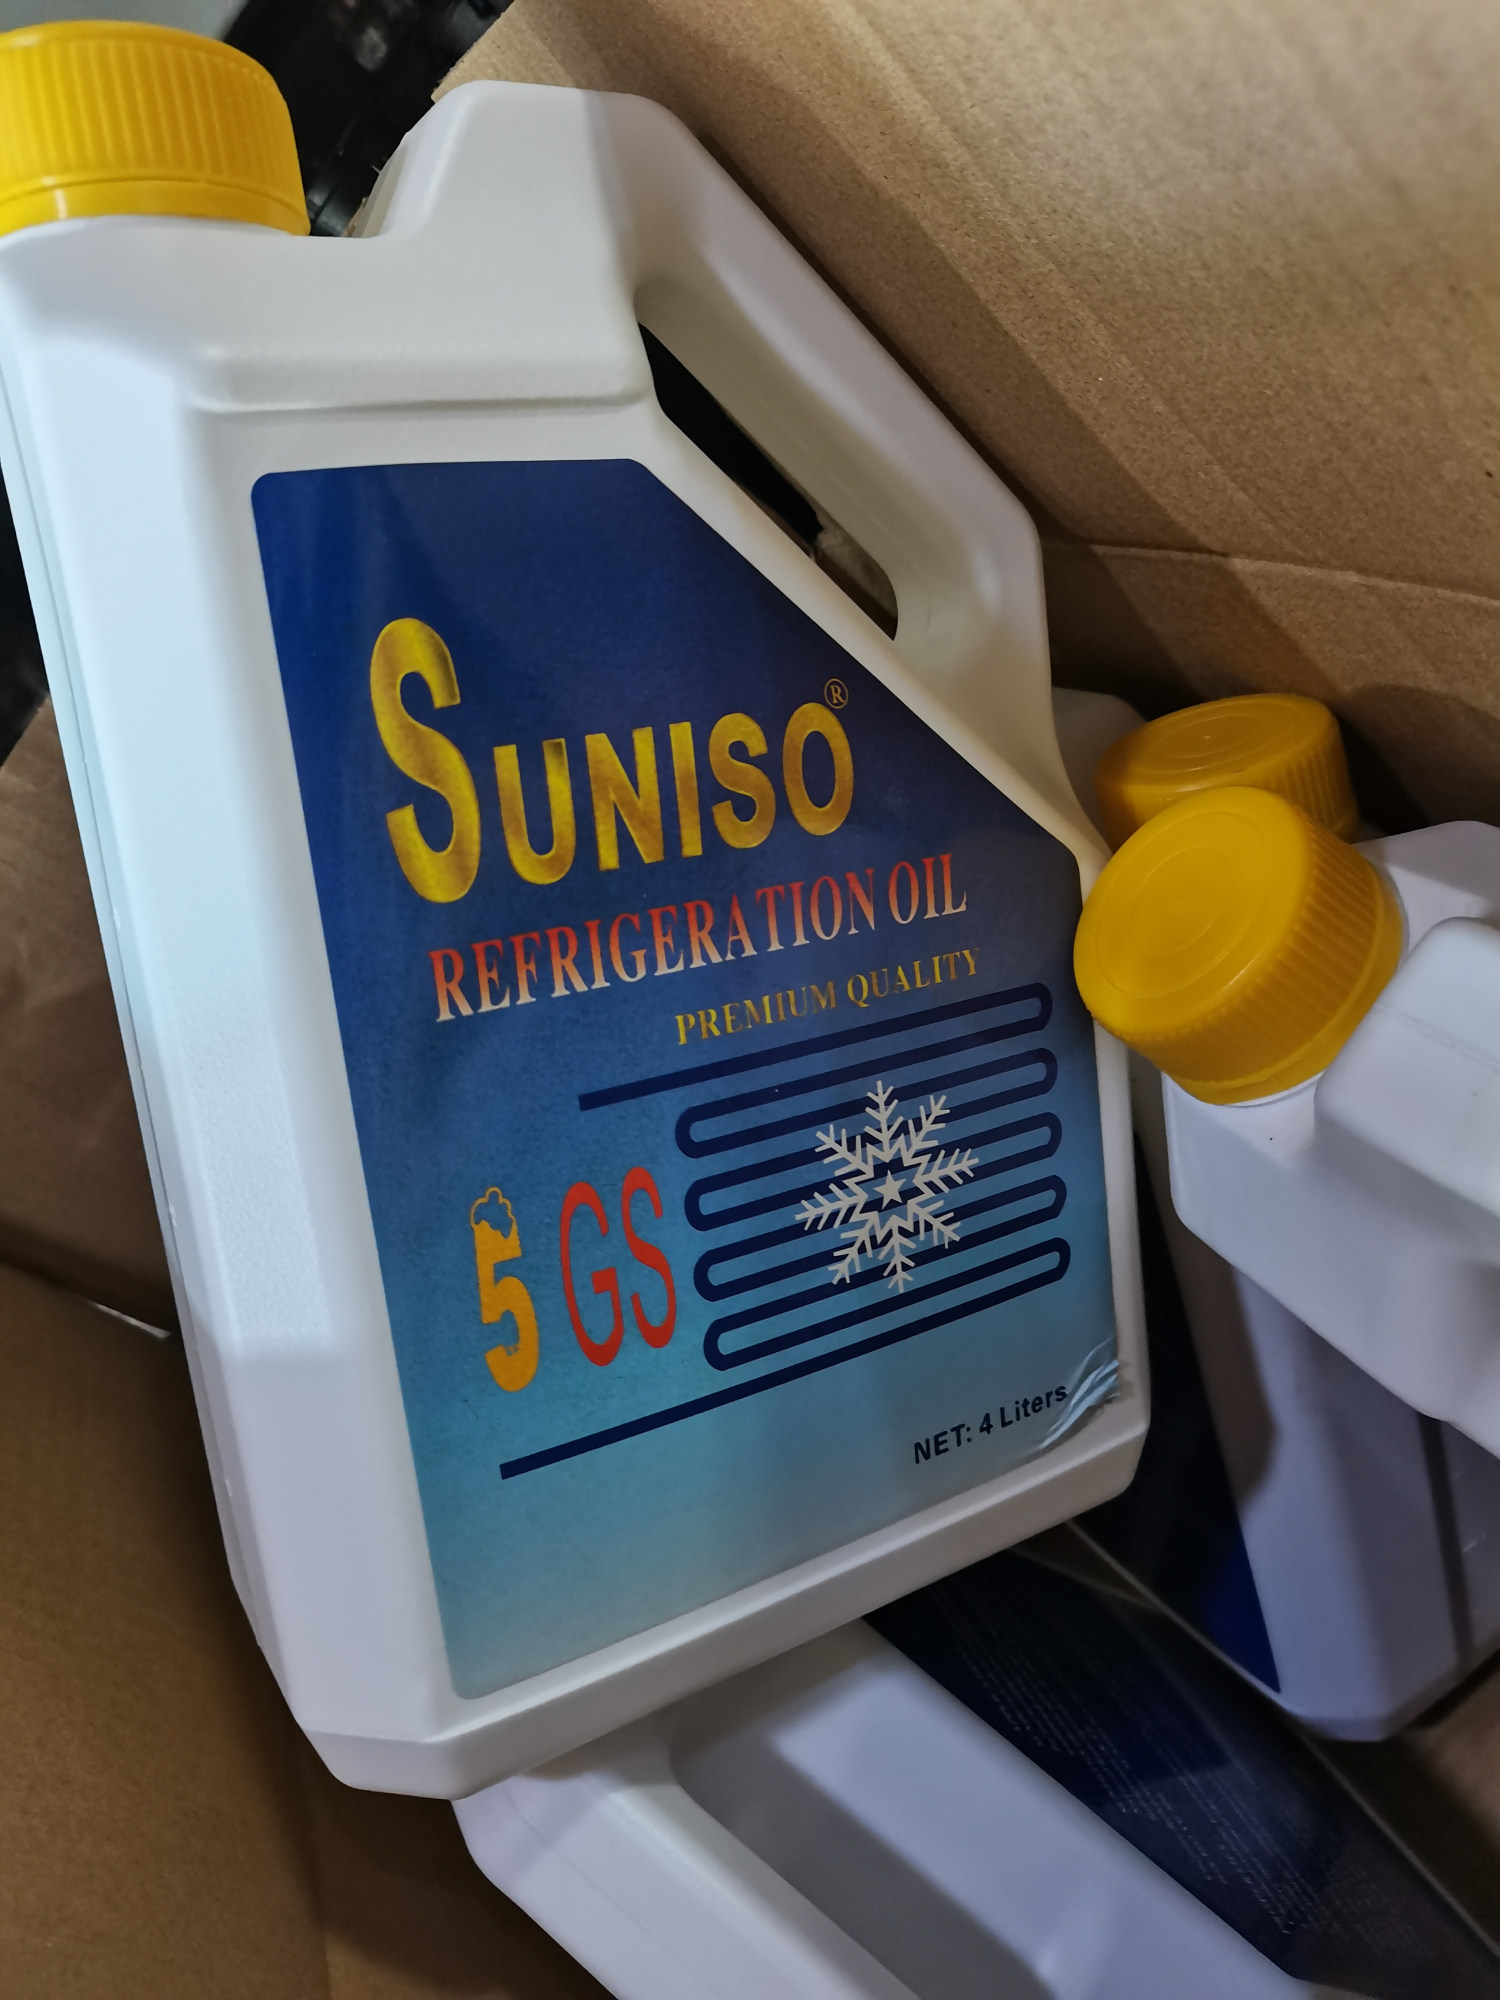 SUNISO®
REFRIGERATION OIL
PREMIUM QUALITY
5 GS
NET: 4 Liters